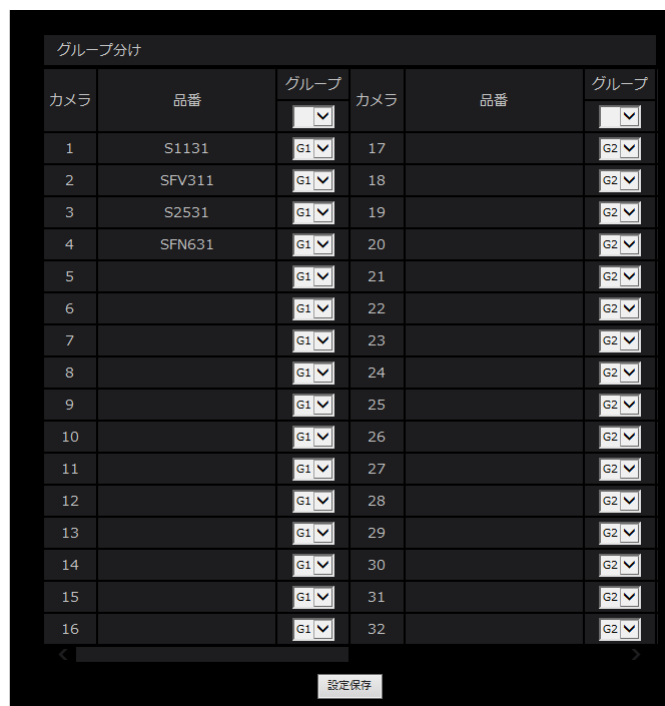 グループ分け
カメラ 品番 グループ カメラ 品番 グループ
1 S1131 G1 17 G2
2 SFV311 G1 18 G2
3 S2531 G1 19 G2
4 SFN631 G1 20 G2
5 G1 21 G2
6 G1 22 G2
7 G1 23 G2
8 G1 24 G2
9 G1 25 G2
10 G1 26 G2
11 G1 27 G2
12 G1 28 G2
13 G1 29 G2
14 G1 30 G2
15 G1 31 G2
16 G1 32 G2
設定保存